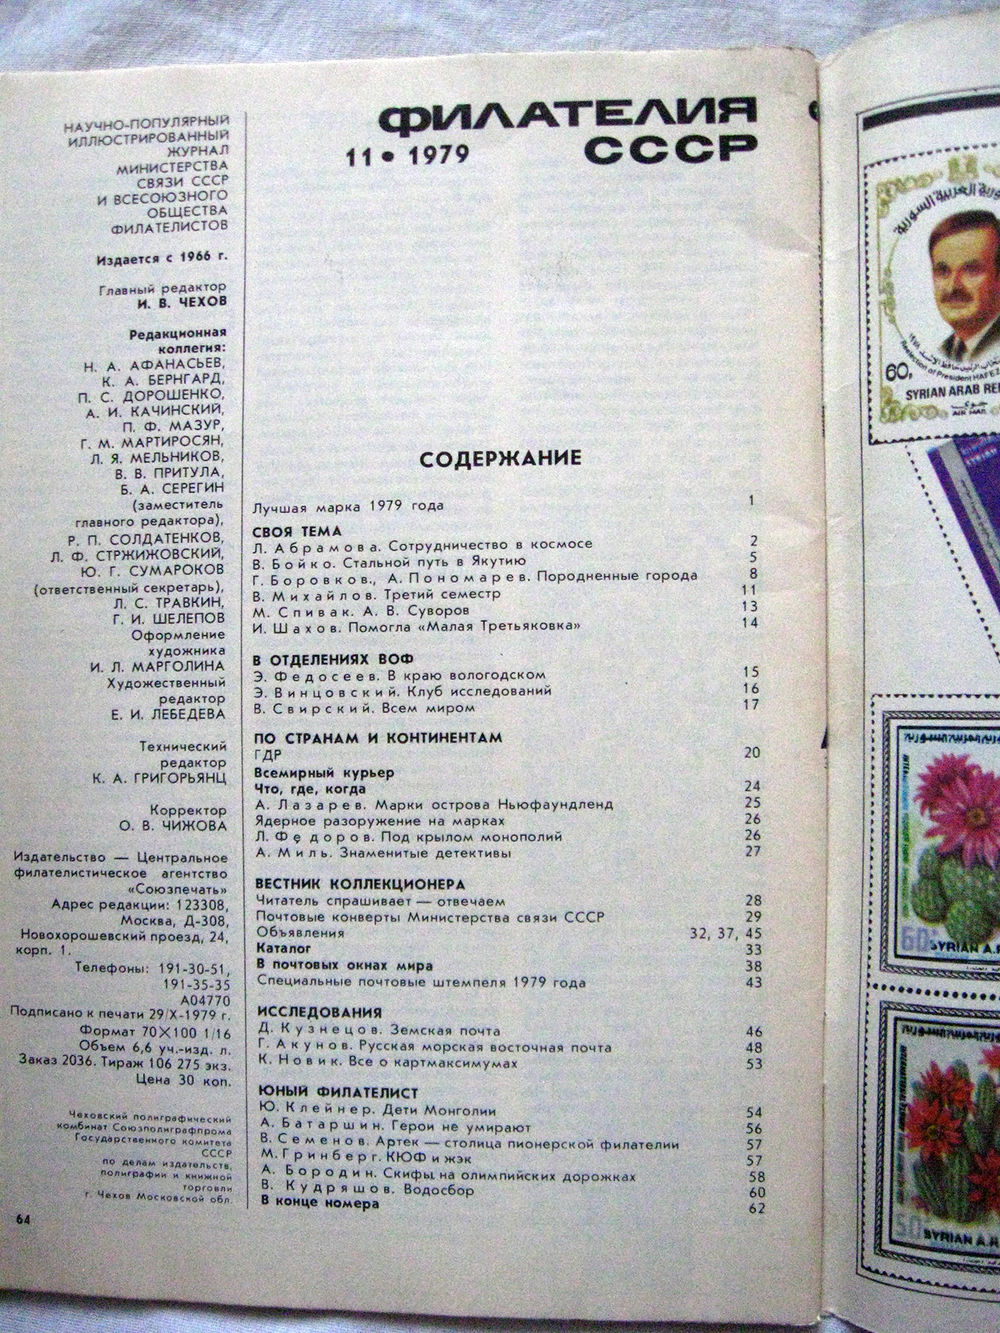 ФИЛАТЕЛИЯ
СССР
11 • 1979
НАУЧНО-ПОПУЛЯРНЫЙ
ИЛЛЮСТРИРОВАННЫЙ
ЖУРНАЛ
МИНИСТЕРСТВА
СВЯЗИ СССР
И ВСЕСОЮЗНОГО
ОБЩЕСТВА
ФИЛАТЕЛИСТОВ
Издается с 1966 г.
Главный редактор
И. В. ЧЕХОВ
Редакционная
коллегия:
Н. А. АФАНАСЬЕВ,
К. А. БЕРНГАРД,
П. С. ДОРОШЕНКО,
А. И. КАЧИНСКИЙ,
П. Ф. МАЗУР,
Г. М. МАРТИРОСЯН,
Л. Я. МЕЛЬНИКОВ,
В. В. ПРИТУЛА,
Б. А. СЕРЕГИН
(заместитель
главного редактора),
Р. П. СОЛДАТЕНКОВ,
Л. Ф. СТРЖИЖОВСКИЙ,
Ю. Г. СУМАРОКОВ
(ответственный секретарь),
Л. С. ТРАВКИН,
Г. И. ШЕЛЕПОВ
Оформление
художника
И. Л. МАРГОЛИНА
Художественный
редактор
Е. И. ЛЕБЕДЕВА
Технический
редактор
К. А. ГРИГОРЬЯНЦ
Корректор
О. В. ЧИЖОВА
Издательство — Центральное
филателистическое агентство
«Союзпечать»
Адрес редакции: 123308,
Москва, Д-308,
Новохорошевский проезд, 24,
корп. 1.
Телефоны: 191-30-51,
191-35-35
А04770
Подписано к печати 29/X-1979 г.
Формат 70×100 1/16
Объем 6,6 уч.-изд. л.
Заказ 2036. Тираж 106 275 экз.
Цена 30 коп.
Чеховский полиграфический
комбинат Союзполиграфпрома
Государственного комитета
СССР
по делам издательств,
полиграфии и книжной
торговли
г. Чехов Московской обл.
64
СОДЕРЖАНИЕ
Лучшая марка 1979 года 1
СВОЯ ТЕМА
Л. Абрамова. Сотрудничество в космосе 2
В. Бойко. Стальной путь в Якутию 5
Г. Боровков., А. Пономарев. Породненные города 8
В. Михайлов. Третий семестр 11
М. Спивак. А. В. Суворов 13
И. Шахов. Помогла «Малая Третьяковка» 14
В ОТДЕЛЕНИЯХ ВОФ
Э. Федосеев. В краю вологодском 15
Э. Винцовский. Клуб исследований 16
В. Свирский. Всем миром 17
ПО СТРАНАМ И КОНТИНЕНТАМ
ГДР 20
Всемирный курьер
Что, где, когда 24
А. Лазарев. Марки острова Ньюфаундленд 25
Ядерное разоружение на марках 26
Л. Федоров. Под крылом монополий 26
А. Миль. Знаменитые детективы 27
ВЕСТНИК КОЛЛЕКЦИОНЕРА
Читатель спрашивает — отвечаем 28
Почтовые конверты Министерства связи СССР 29
Объявления 32, 37, 45
Каталог 33
В почтовых окнах мира 38
Специальные почтовые штемпеля 1979 года 43
ИССЛЕДОВАНИЯ
Д. Кузнецов. Земская почта 46
Г. Акунов. Русская морская восточная почта 48
К. Новик. Все о картмаксимумах 53
ЮНЫЙ ФИЛАТЕЛИСТ
Ю. Клейнер. Дети Монголии 54
А. Батаршин. Герои не умирают 56
В. Семенов. Артек — столица пионерской филателии 57
М. Гринберг. КЮФ и жэк 57
А. Бородин. Скифы на олимпийских дорожках 58
В. Кудряшов. Водосбор 60
В конце номера 62
العربية السورية
Reelection of President HAFEZ
60
SYRIAN ARAB RE
AIR MAIL
60
SYRIAN A.R
50
SYRIAN A.R